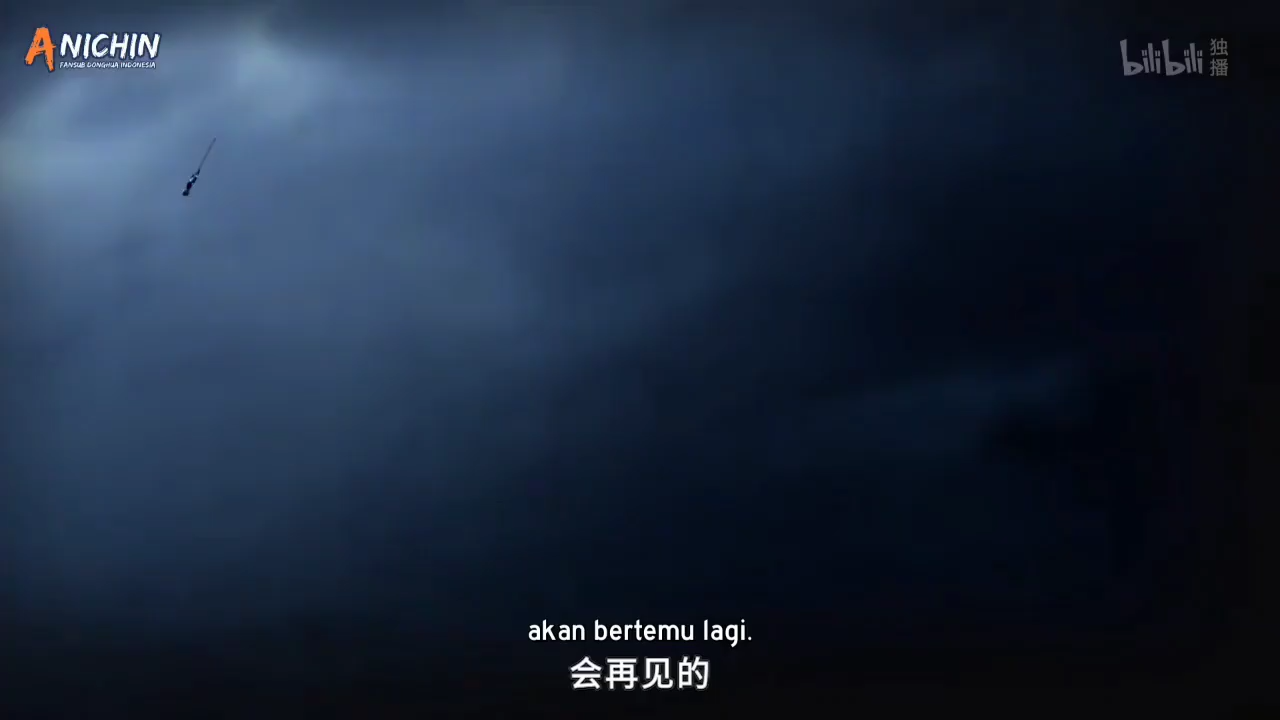 ANICHIN
FANSUB DONGHUA INDONESIA
bilibili 独播
akan bertemu lagi.
会再见的